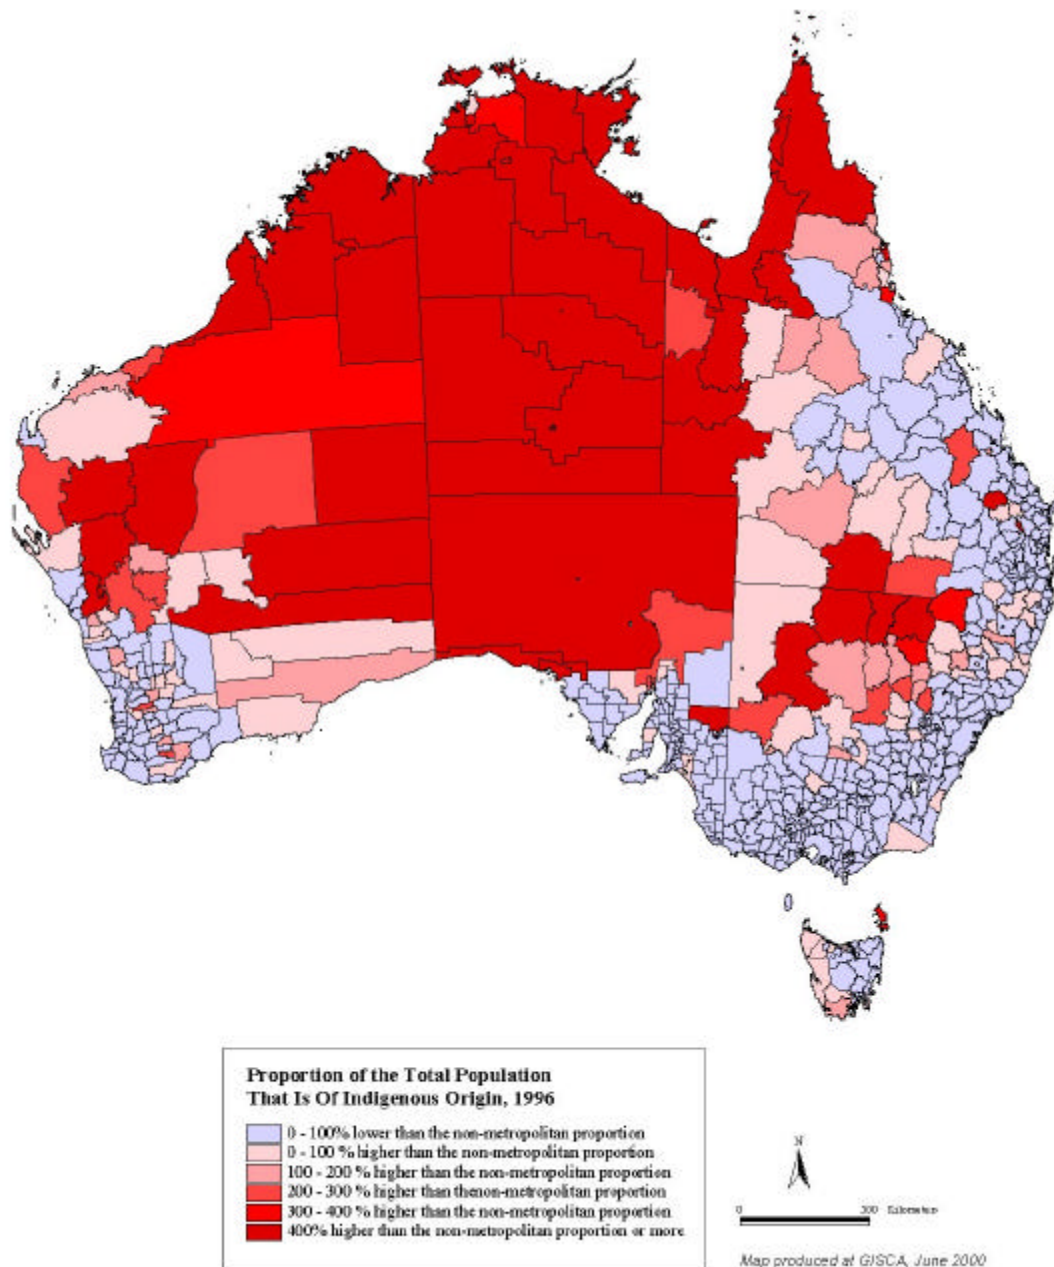 Proportion of the Total Population
That Is Of Indigenous Origin, 1996
0 - 100% lower than the non-metropolitan proportion
0 - 100 % higher than the non-metropolitan proportion
100 - 200 % higher than the non-metropolitan proportion
200 - 300 % higher than thenon-metropolitan proportion
300 - 400 % higher than the non-metropolitan proportion
400% higher than the non-metropolitan proportion or more
N
0 300 Kilometres
Map produced at GISCA, June 2000